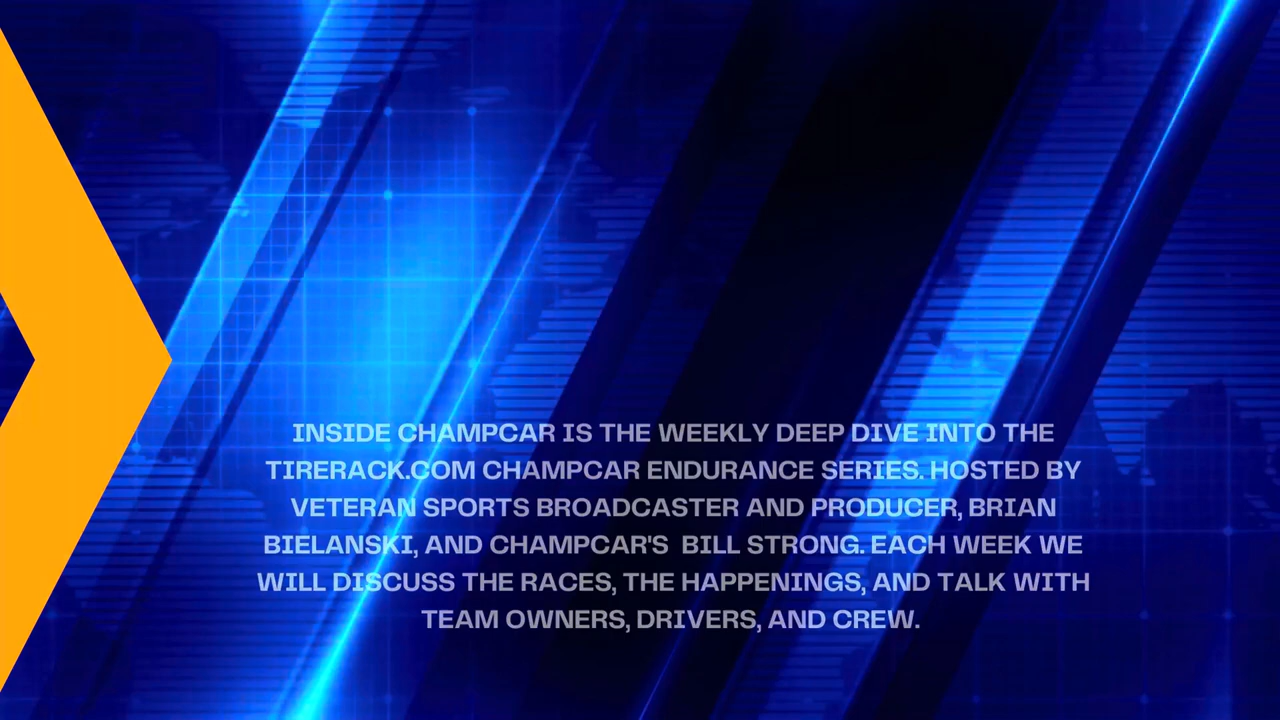 INSIDE CHAMPCAR IS THE WEEKLY DEEP DIVE INTO THE
TIRERACK.COM CHAMPCAR ENDURANCE SERIES. HOSTED BY
VETERAN SPORTS BROADCASTER AND PRODUCER, BRIAN
BIELANSKI, AND CHAMPCAR'S  BILL STRONG. EACH WEEK WE
WILL DISCUSS THE RACES, THE HAPPENINGS, AND TALK WITH
TEAM OWNERS, DRIVERS, AND CREW.